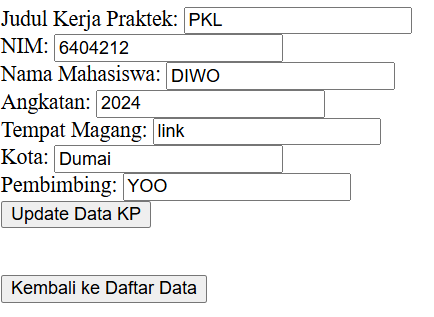 Judul Kerja Praktek: PKL
NIM: 6404212
Nama Mahasiswa: DIWO
Angkatan: 2024
Tempat Magang: link
Kota: Dumai
Pembimbing: YOO
Update Data KP
Kembali ke Daftar Data